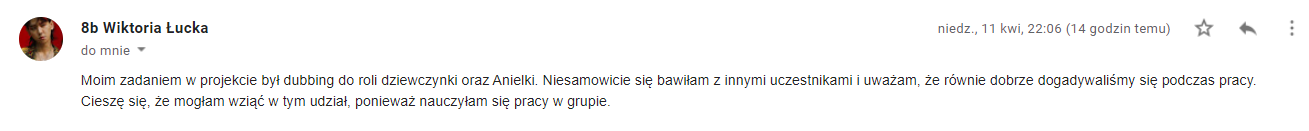 8b Wiktoria Łucka
niedz., 11 kwi, 22:06 (14 godzin temu)
do mnie
Moim zadaniem w projekcie był dubbing do roli dziewczynki oraz Anielki. Niesamowicie się bawiłam z innymi uczestnikami i uważam, że równie dobrze dogadywaliśmy się podczas pracy.
Cieszę się, że mogłam wziąć w tym udział, ponieważ nauczyłam się pracy w grupie.